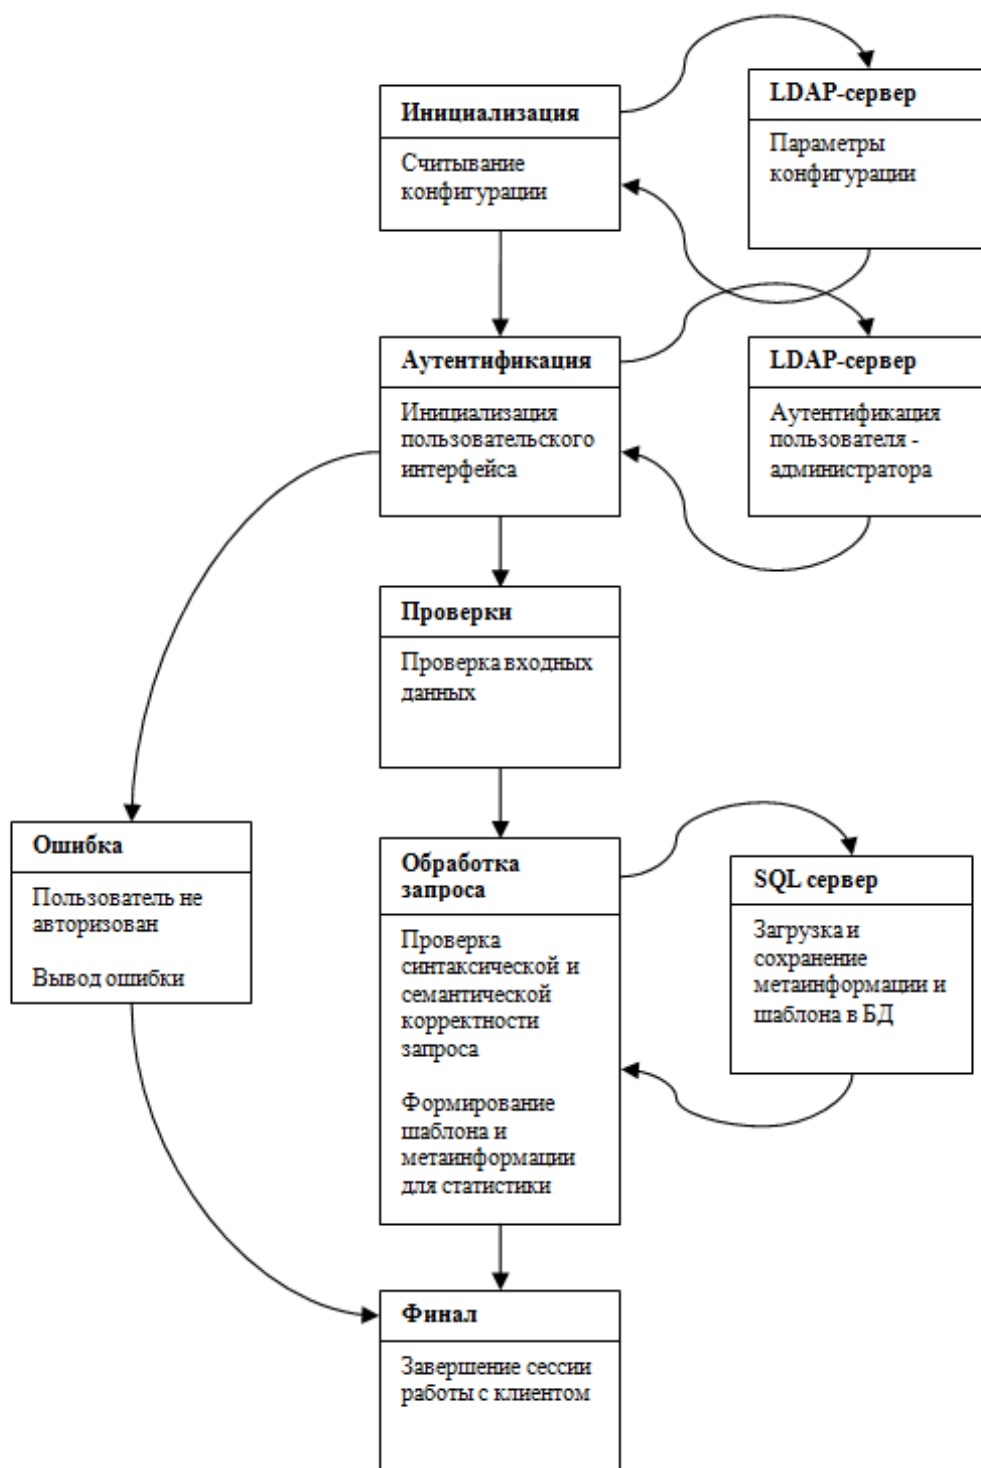 LDAP-сервер
Параметры
конфигурации
Инициализация
Считывание
конфигурации
Аутентификация
Инициализация
пользовательского
интерфейса
LDAP-сервер
Аутентификация
пользователя -
администратора
Проверки
Проверка входных
данных
Ошибка
Пользователь не
авторизован
Вывод ошибки
Обработка
запроса
Проверка
синтаксической и
семантической
корректности
запроса
Формирование
шаблона и
метаинформации
для статистики
SQL сервер
Загрузка и
сохранение
метаинформации и
шаблона в БД
Финал
Завершение сессии
работы с клиентом